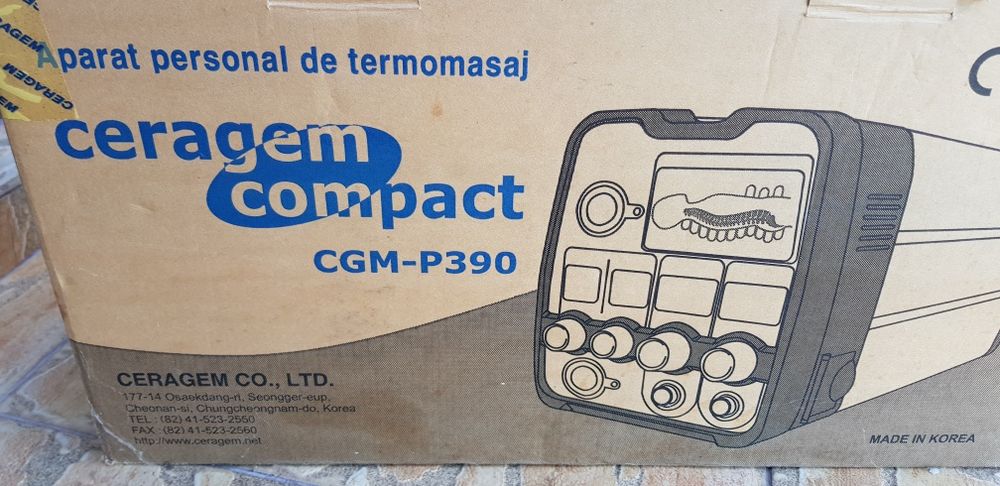 Aparat personal de termomasaj
ceragem
compact
CGM-P390
CERAGEM CO., LTD.
177-14 Osaekdang-ri, Seongger-eup,
Cheonan-si, Chungcheongnam-do, Korea
TEL : (82) 41-523-2550
FAX : (82) 41-523-2560
http://www.ceragem.net
MADE IN KOREA
CERAGEM